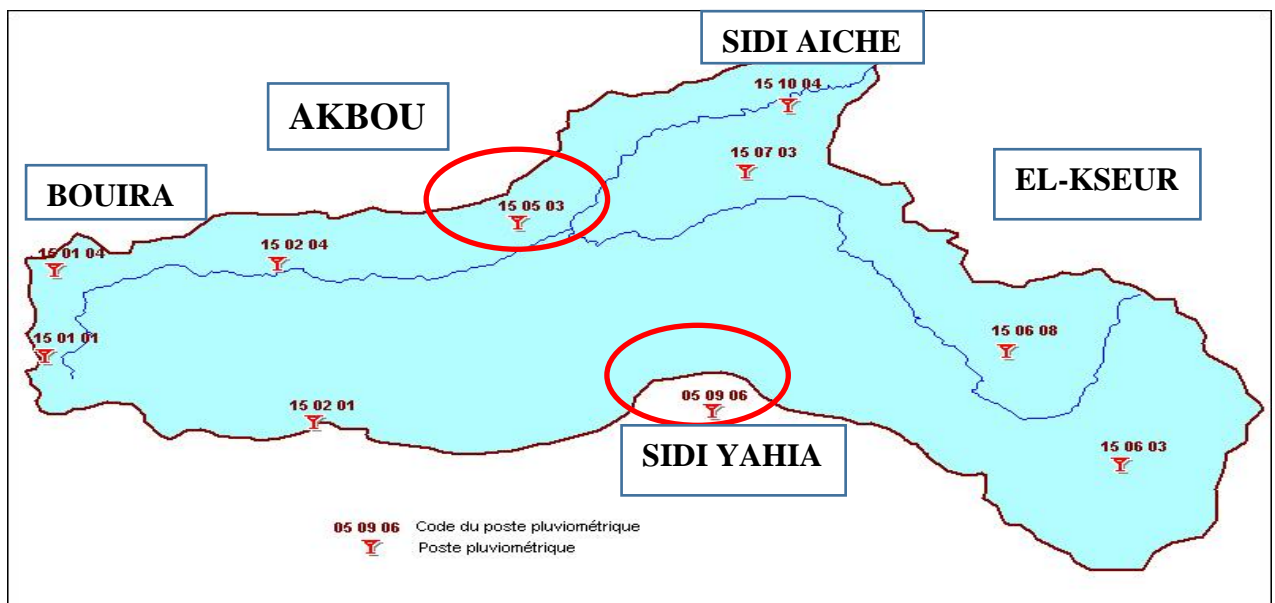 SIDI AICHE
15 10 04
AKBOU
15 07 03
BOUIRA
EL-KSEUR
15 05 03
15 02 04
15 01 04
15 01 01
15 06 08
05 09 06
15 02 01
SIDI YAHIA
15 06 03
05 09 06 Code du poste pluviométrique
Poste pluviométrique